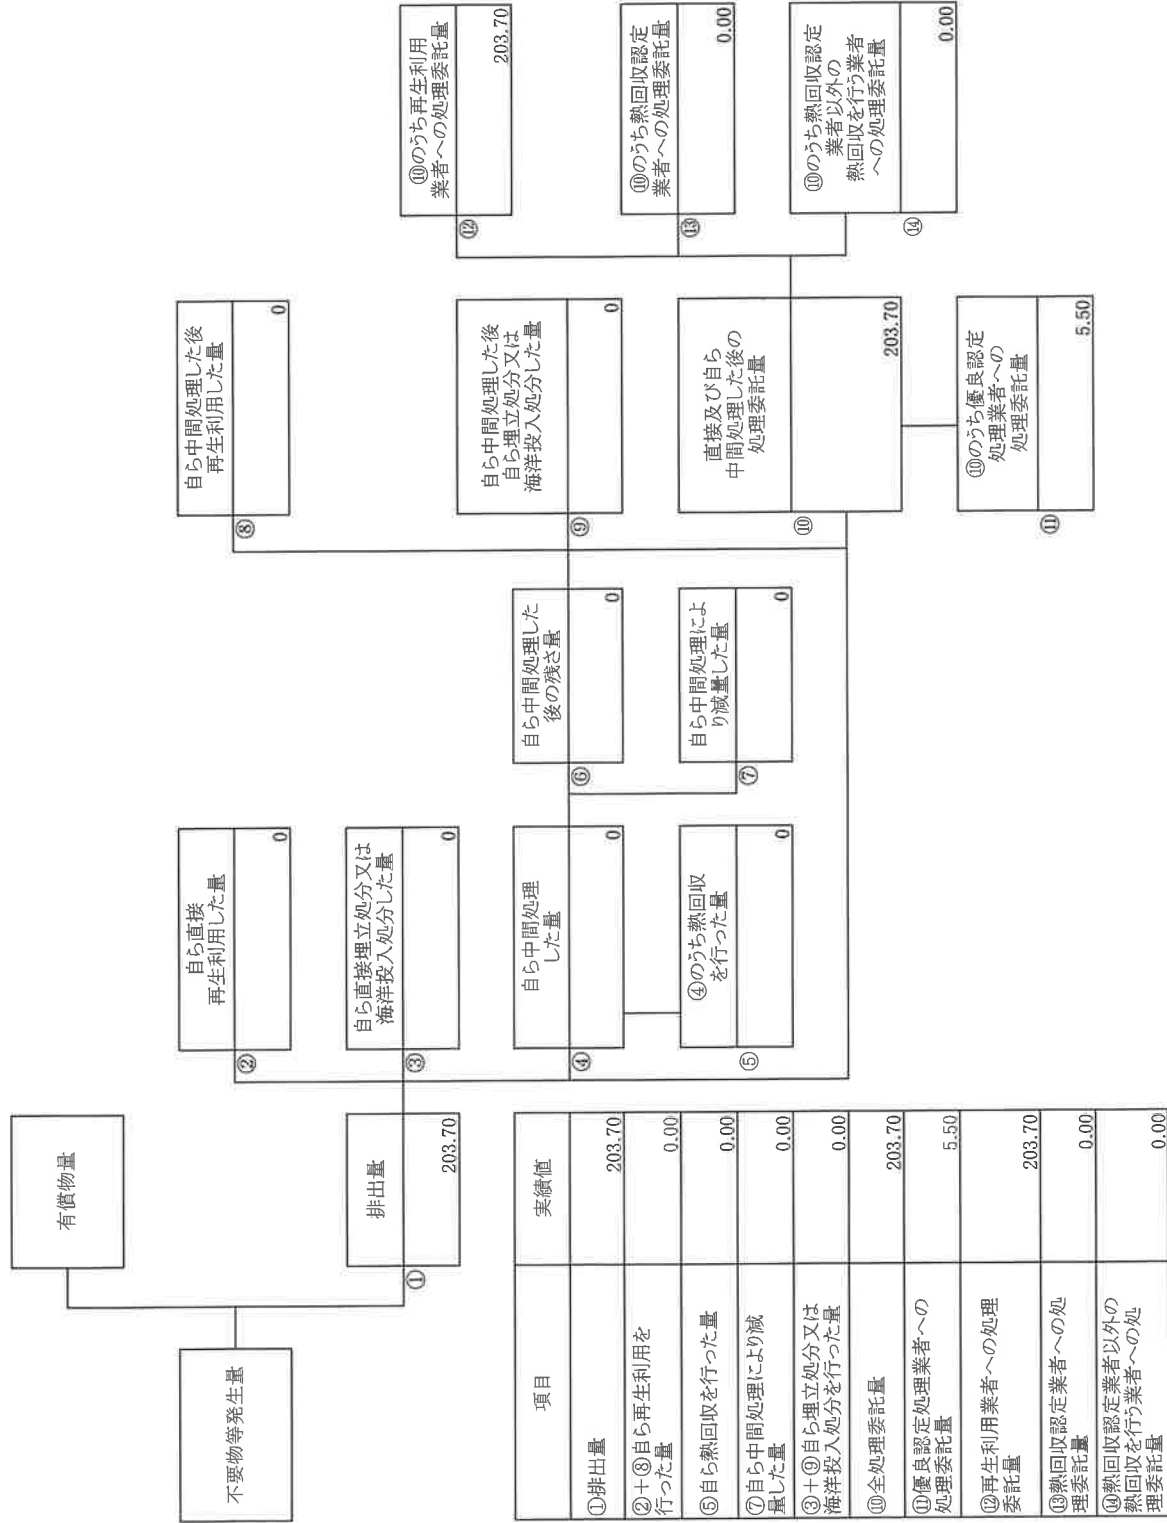 不要物等発生量
有償物量
①
排出量
203.70
②
自ら直接
再生利用した量
0
③
自ら直接埋立処分又は
海洋投入処分した量
0
④
自ら中間処理
した量
0
⑤
④のうち熱回収
を行った量
0
⑥
自ら中間処理した
後の残さ量
0
⑦
自ら中間処理によ
り減量した量
0
⑧
自ら中間処理した後
再生利用した量
0
⑨
自ら中間処理した後
自ら埋立処分又は
海洋投入処分した量
0
⑩
直接及び自ら
中間処理した後の
処理委託量
203.70
⑪
⑩のうち優良認定
処理業者への
処理委託量
5.50
⑫
⑩のうち再生利用
業者への処理委託量
203.70
⑬
⑩のうち熱回収認定
業者への処理委託量
0.00
⑭
⑩のうち熱回収認定
業者以外の
熱回収を行う業者
への処理委託量
0.00
項目
実績値
①排出量
203.70
②+⑧自ら再生利用を
行った量
0.00
⑤自ら熱回収を行った量
0.00
⑦自ら中間処理により減
量した量
0.00
③+⑨自ら埋立処分又は
海洋投入処分を行った量
0.00
⑩全処理委託量
203.70
⑪優良認定処理業者への
処理委託量
5.50
⑫再生利用業者への処理
委託量
203.70
⑬熱回収認定業者への処
理委託量
0.00
⑭熱回収認定業者以外の
熱回収を行う業者への処
理委託量
0.00